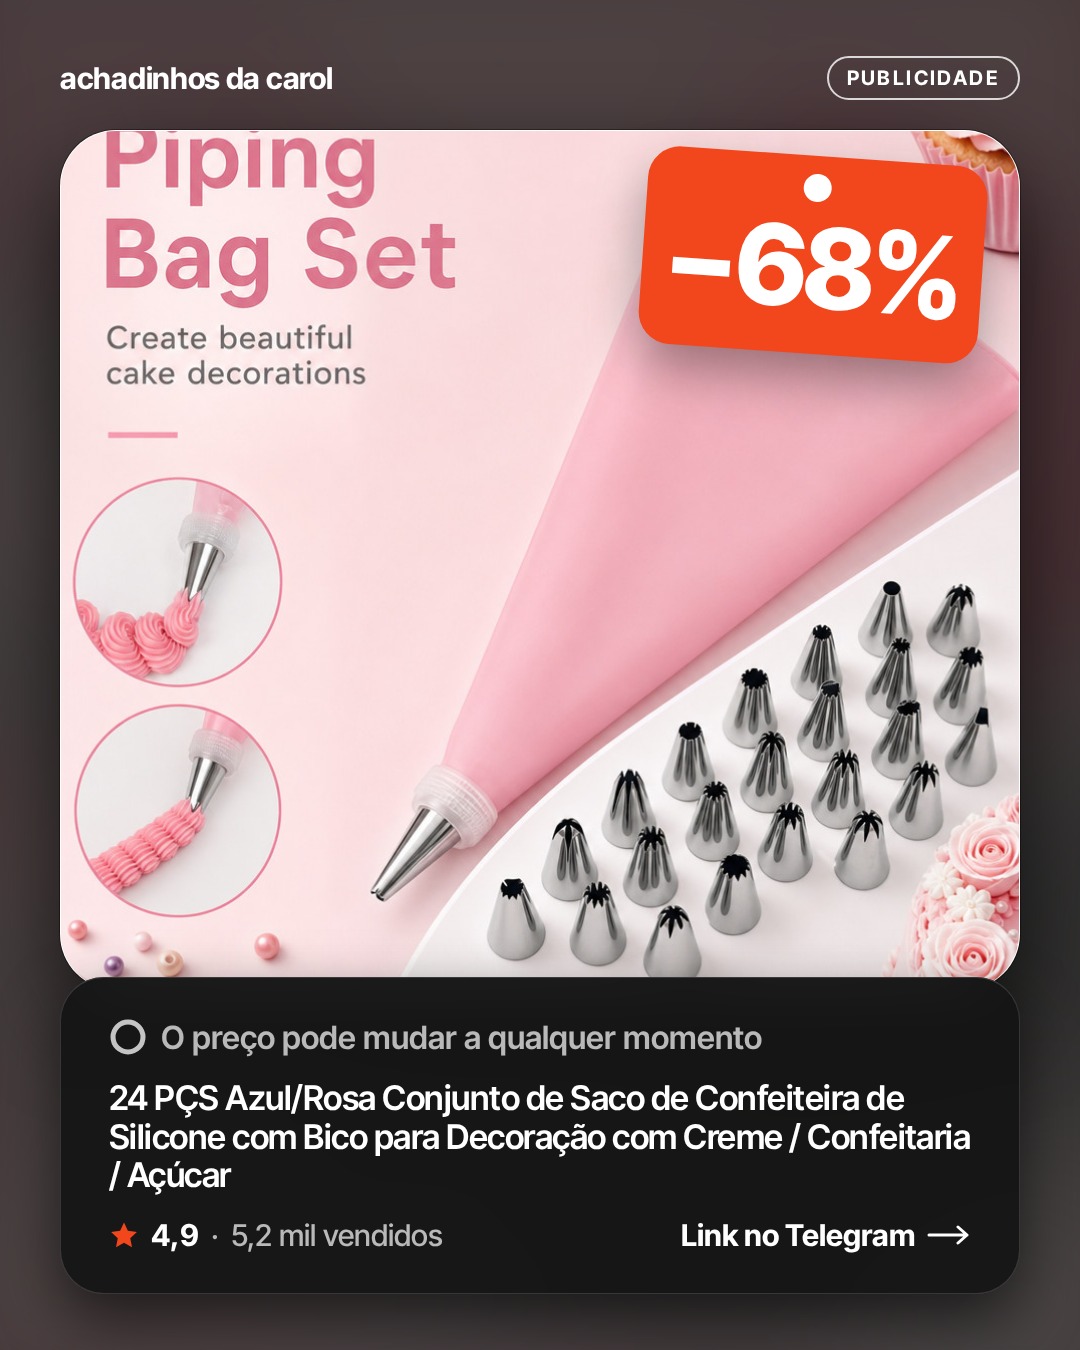 achadinhos da carol
PUBLICIDADE
Piping
Bag Set
Create beautiful
cake decorations
−68%
O preço pode mudar a qualquer momento
24 PÇS Azul/Rosa Conjunto de Saco de Confeiteira de
Silicone com Bico para Decoração com Creme / Confeitaria
/ Açúcar
4,9 · 5,2 mil vendidos
Link no Telegram →